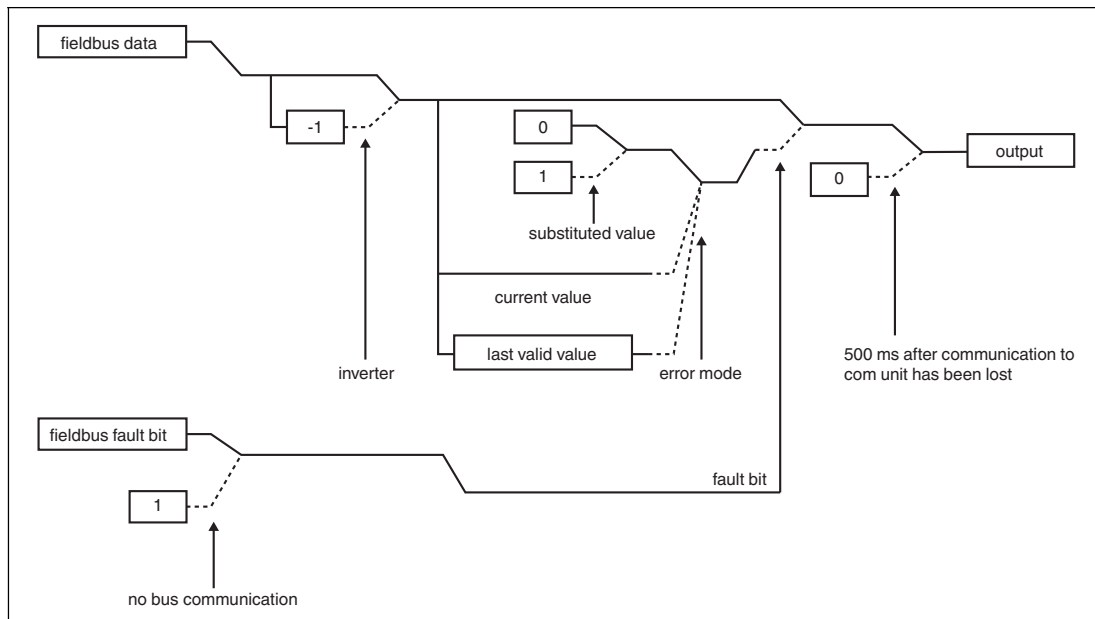 fieldbus data
-1
0
1
output
0
substituted value
current value
last valid value
inverter
error mode
500 ms after communication to
com unit has been lost
fieldbus fault bit
fault bit
1
no bus communication